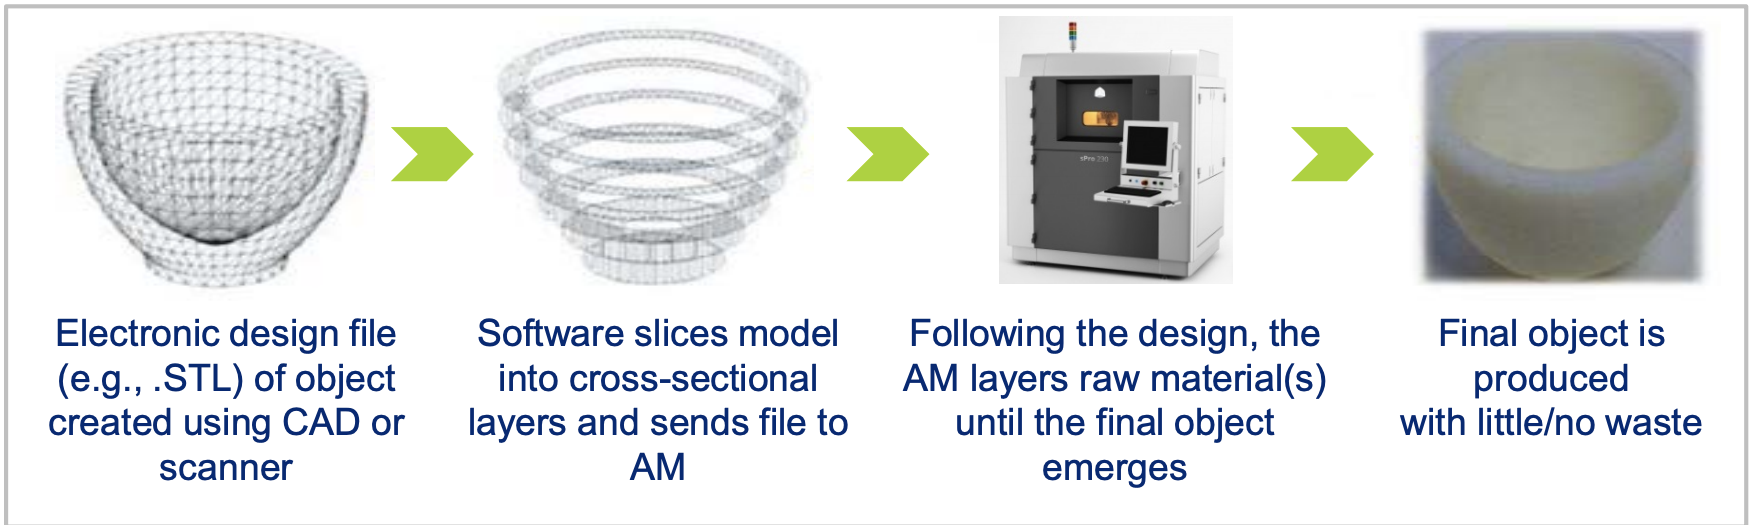 sPro 230
Electronic design file
(e.g., .STL) of object
created using CAD or
scanner
Software slices model
into cross-sectional
layers and sends file to
AM
Following the design, the
AM layers raw material(s)
until the final object
emerges
Final object is
produced
with little/no waste